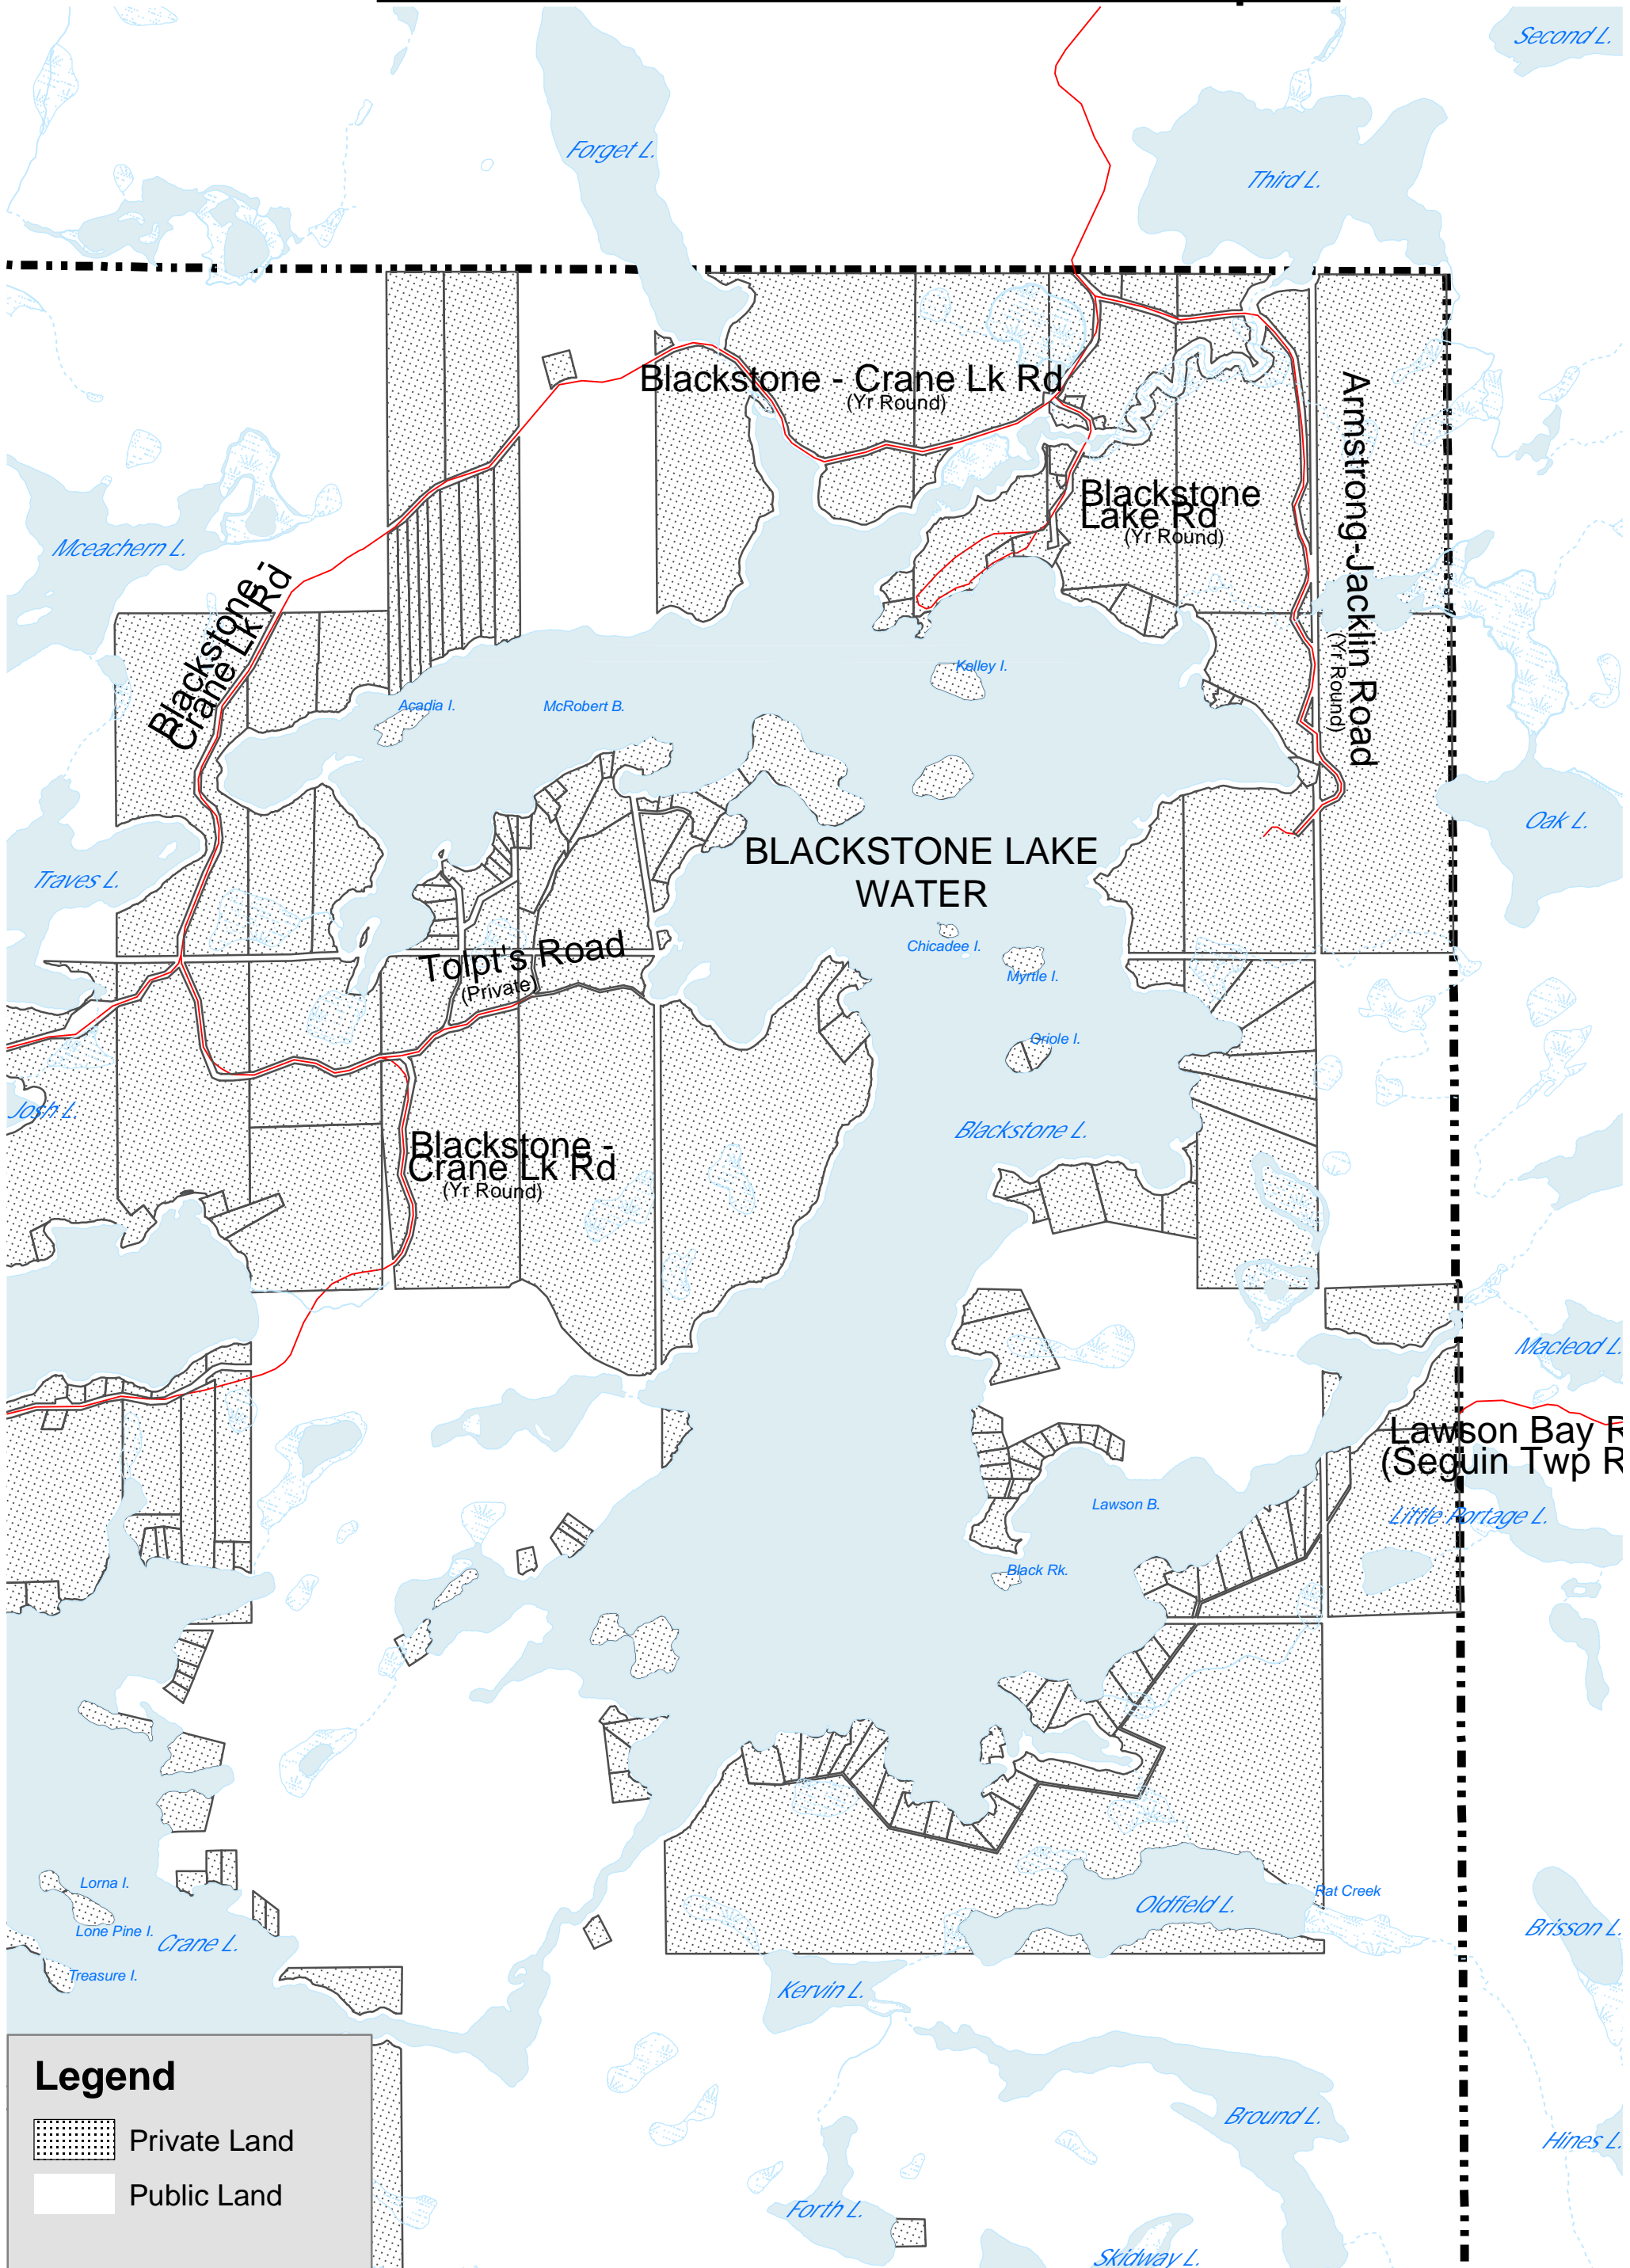 Second L.
Forget L.
Third L.
Blackstone - Crane Lk Rd
(Yr Round)
Armstrong-Jacklin Road
(Yr Round)
Blackstone
Lake Rd
(Yr Round)
Mceachern L.
Blackstone -
Crane Lk Rd
Kelley I.
Acadia I.
McRobert B.
BLACKSTONE LAKE
WATER
Oak L.
Traves L.
Chicadee I.
Tolpt's Road
(Private)
Myrtle I.
Oriole I.
Josh L.
Blackstone L.
Blackstone -
Crane Lk Rd
(Yr Round)
Macleod L.
Lawson Bay R
(Seguin Twp R
Lawson B.
Little Portage L.
Black Rk.
Lorna I.
Rat Creek
Oldfield L.
Lone Pine I.
Crane L.
Brisson L.
Treasure I.
Kervin L.
Legend
Private Land
Public Land
Bround L.
Hines L.
Forth L.
Skidway L.